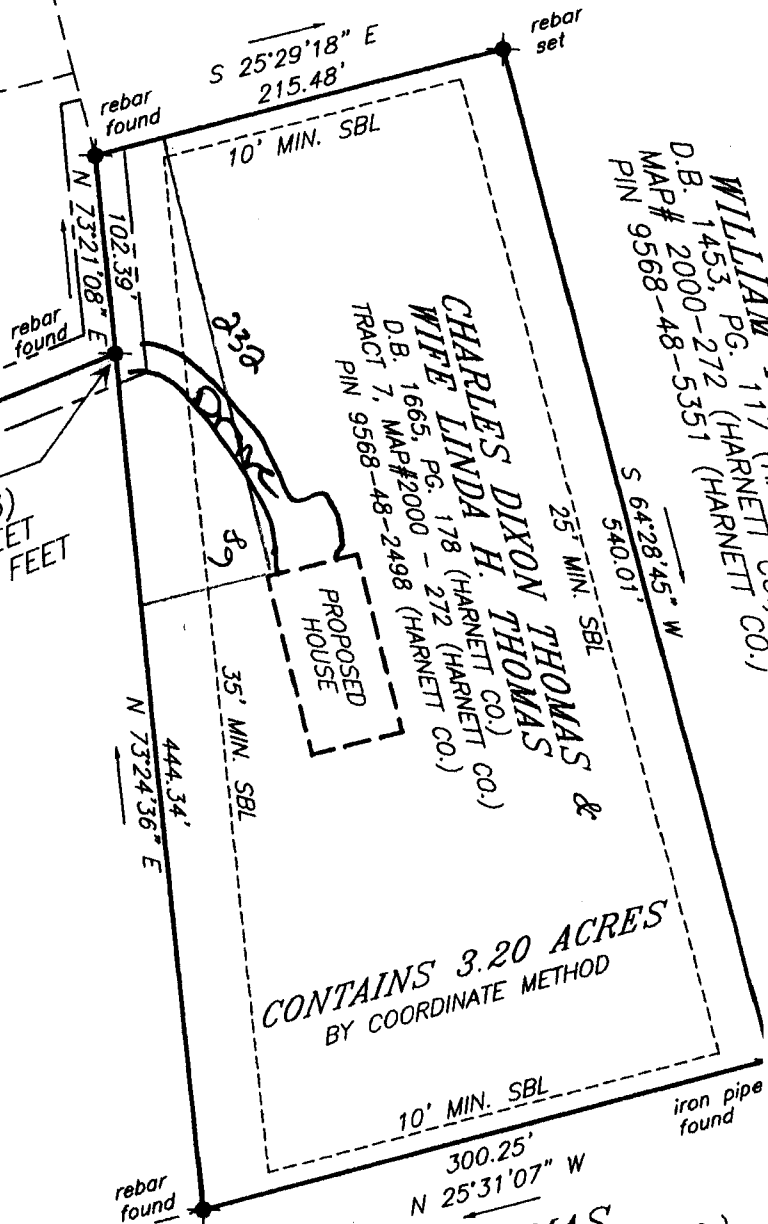 S 25°29'18" E
215.48'
rebar
set
rebar
found
10' MIN. SBL
N 73°21'08" E
102.39'
rebar
found
232
Drive
89
WILLIAM
D.B. 1453, PG. 117
MAP# 2000-272 (HARNETT CO.)
PIN 9568-48-5351 (HARNETT CO.)
CHARLES DIXON THOMAS &
WIFE LINDA H. THOMAS
D.B. 1665, PG. 178 (HARNETT CO.)
TRACT 7, MAP#2000 - 272 (HARNETT CO.)
PIN 9568-48-2498 (HARNETT CO.)
S 64°28'45" W
540.01'
25' MIN. SBL
FEET
PROPOSED
HOUSE
35' MIN. SBL
444.34'
N 73°24'36" E
CONTAINS 3.20 ACRES
BY COORDINATE METHOD
10' MIN. SBL
iron pipe
found
300.25'
N 25°31'07" W
rebar
found